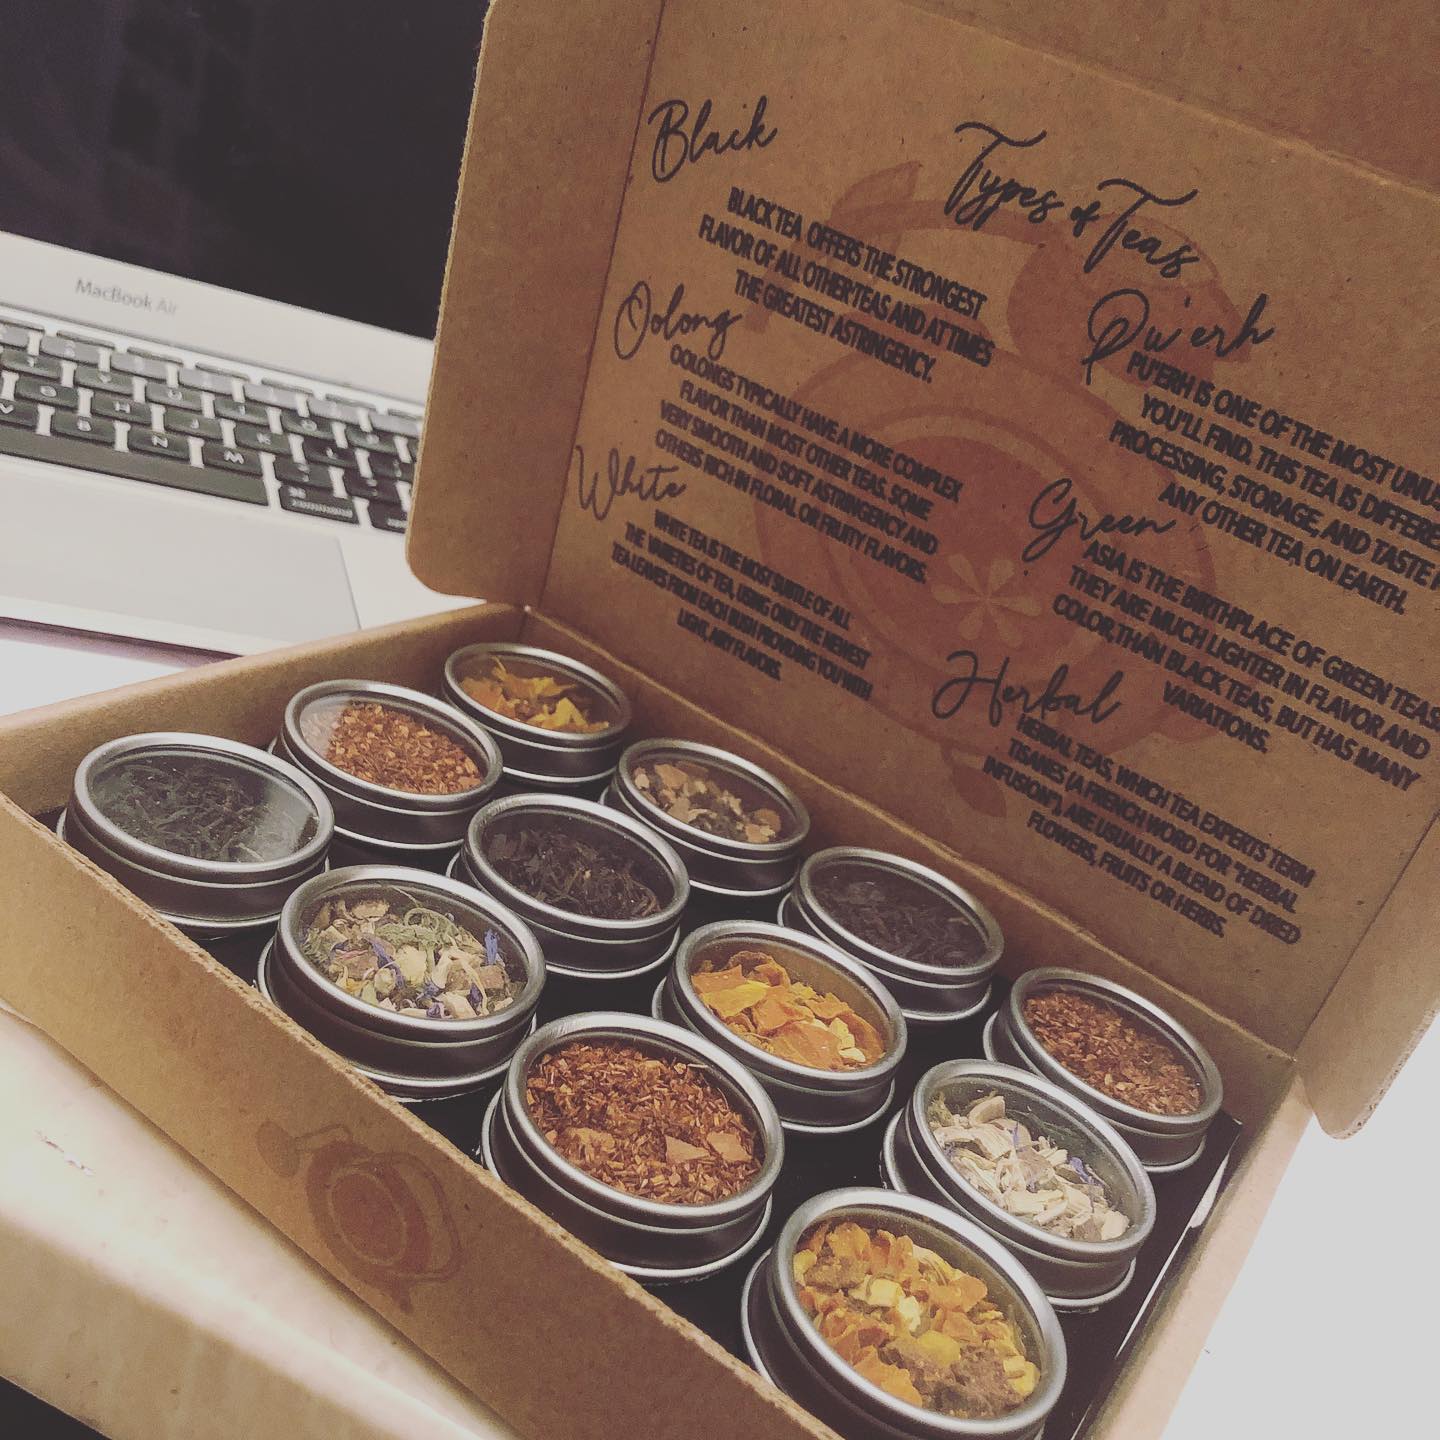 MacBook Air
command
Types of Teas
Black
BLACK TEA OFFERS THE STRONGEST
FLAVOR OF ALL OTHER TEAS AND AT TIMES
THE GREATEST ASTRINGENCY.
Oolong
OOLONGS TYPICALLY HAVE A MORE COMPLEX
FLAVOR THAN MOST OTHER TEAS. SOME
VERY SMOOTH AND SOFT ASTRINGENCY AND
OTHERS RICH IN FLORAL OR FRUITY FLAVORS.
White
WHITE TEA IS THE MOST SUBTLE OF ALL
THE VARIETIES OF TEA, USING ONLY THE NEWEST
TEA LEAVES FROM EACH BUSH PROVIDING YOU WITH
LIGHT, AIRY FLAVORS.
Pu'erh
PU'ERH IS ONE OF THE MOST UNUS
YOU'LL FIND. THIS TEA IS DIFFERE
PROCESSING, STORAGE, AND TASTE
ANY OTHER TEA, ON EARTH.
Green
ASIA IS THE BIRTHPLACE OF GREEN TEAS.
THEY ARE MUCH LIGHTER IN FLAVOR AND
COLOR THAN BLACK TEAS, BUT HAS MANY
VARIATIONS.
Herbal
HERBAL TEAS, WHICH TEA EXPERTS TERM
TISANES (A FRENCH WORD FOR "HERBAL
INFUSION"), ARE USUALLY A BLEND OF DRIED
FLOWERS, FRUITS OR HERBS.